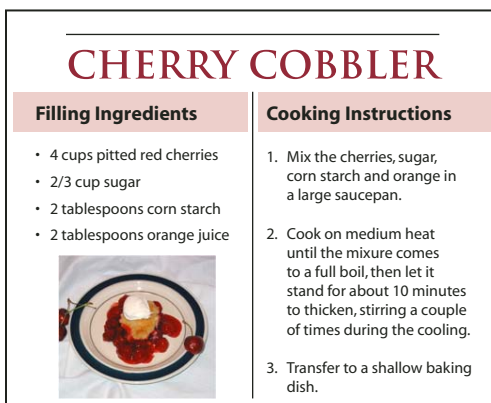 CHERRY COBBLER
Filling Ingredients
• 4 cups pitted red cherries
• 2/3 cup sugar
• 2 tablespoons corn starch
• 2 tablespoons orange juice
Cooking Instructions
1. Mix the cherries, sugar,
corn starch and orange in
a large saucepan.
2. Cook on medium heat
until the mixure comes
to a full boil, then let it
stand for about 10 minutes
to thicken, stirring a couple
of times during the cooling.
3. Transfer to a shallow baking
dish.